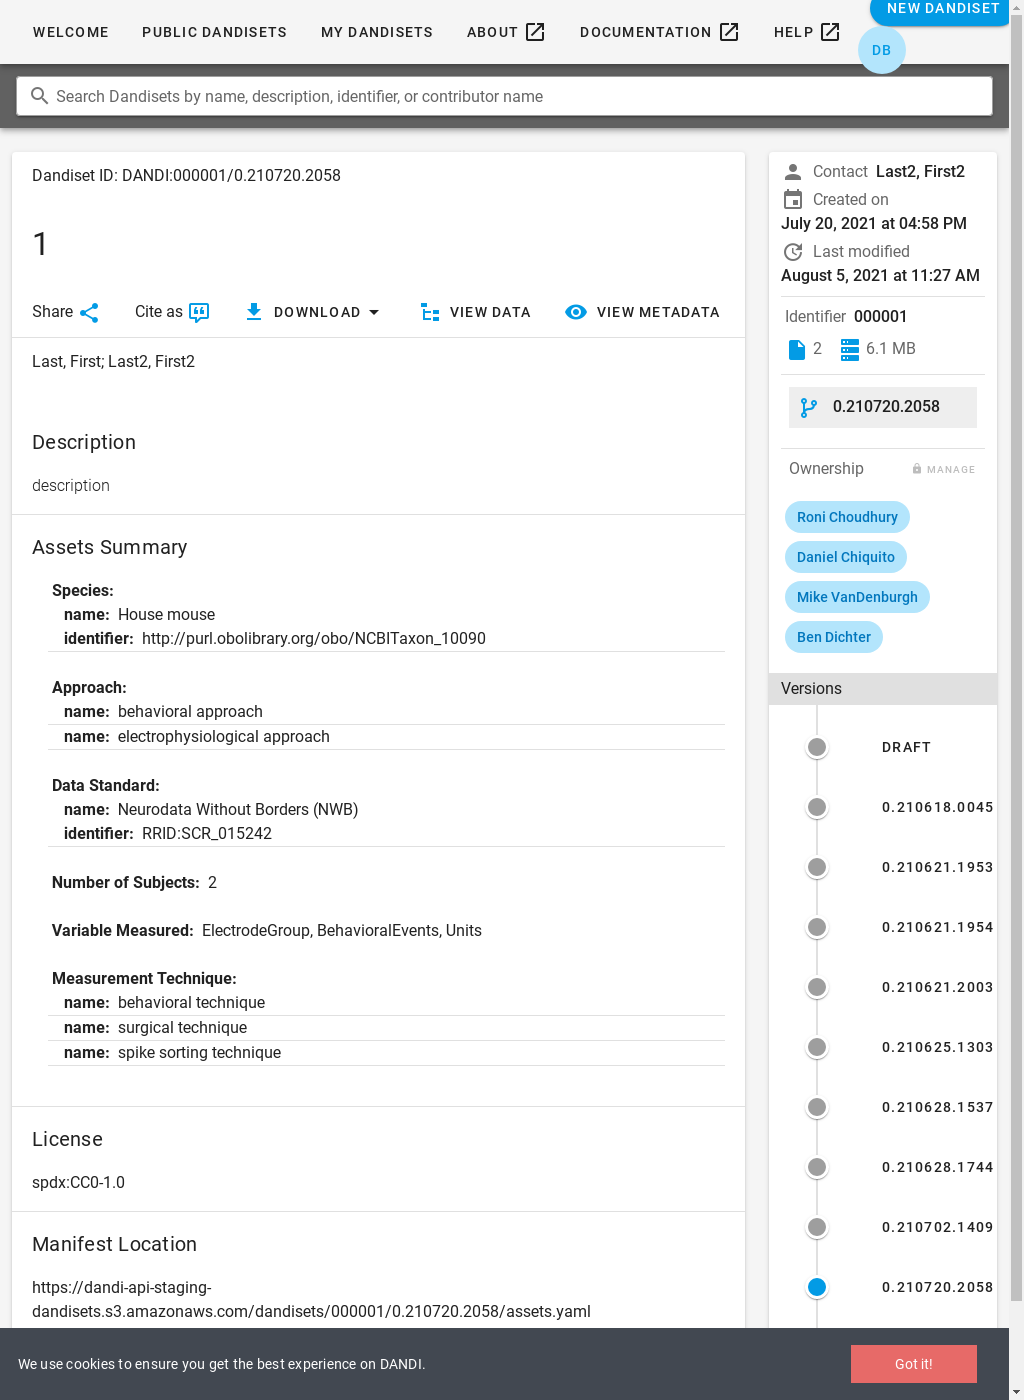 WELCOME
PUBLIC DANDISETS
MY DANDISETS
ABOUT
DOCUMENTATION
HELP
NEW DANDISET
DB
Search Dandisets by name, description, identifier, or contributor name
Dandiset ID: DANDI:000001/0.210720.2058
1
Share
Cite as
DOWNLOAD
VIEW DATA
VIEW METADATA
Last, First; Last2, First2
Description
description
Assets Summary
Species:
name: House mouse
identifier: http://purl.obolibrary.org/obo/NCBITaxon_10090
Approach:
name: behavioral approach
name: electrophysiological approach
Data Standard:
name: Neurodata Without Borders (NWB)
identifier: RRID:SCR_015242
Number of Subjects: 2
Variable Measured: ElectrodeGroup, BehavioralEvents, Units
Measurement Technique:
name: behavioral technique
name: surgical technique
name: spike sorting technique
License
spdx:CC0-1.0
Manifest Location
https://dandi-api-staging-
dandisets.s3.amazonaws.com/dandisets/000001/0.210720.2058/assets.yaml
Contact Last2, First2
Created on
July 20, 2021 at 04:58 PM
Last modified
August 5, 2021 at 11:27 AM
Identifier 000001
2
6.1 MB
0.210720.2058
Ownership
MANAGE
Roni Choudhury
Daniel Chiquito
Mike VanDenburgh
Ben Dichter
Versions
DRAFT
0.210618.0045
0.210621.1953
0.210621.1954
0.210621.2003
0.210625.1303
0.210628.1537
0.210628.1744
0.210702.1409
0.210720.2058
We use cookies to ensure you get the best experience on DANDI.
Got it!